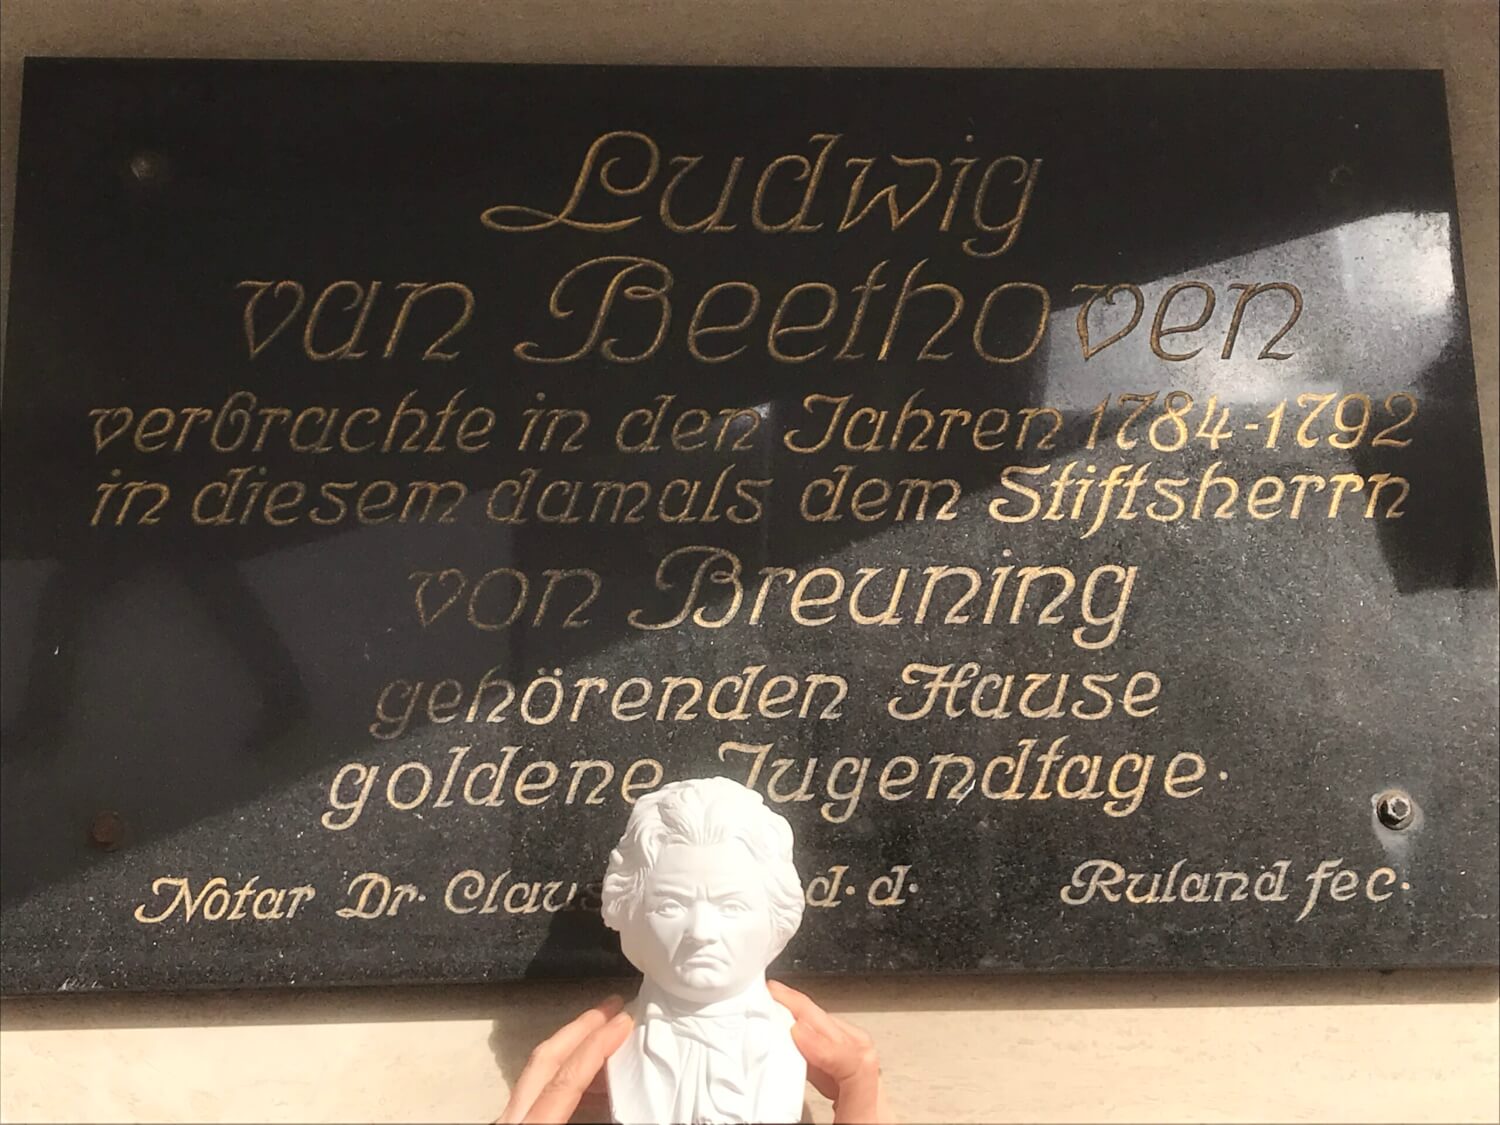 Ludwig
van Beethoven
verbrachte in den Jahren 1784-1792
in diesem damals dem Stiftsherrn
von Breuning
gehörenden Hause
goldene Jugendtage.
Notar Dr. d. d. Ruland fec.